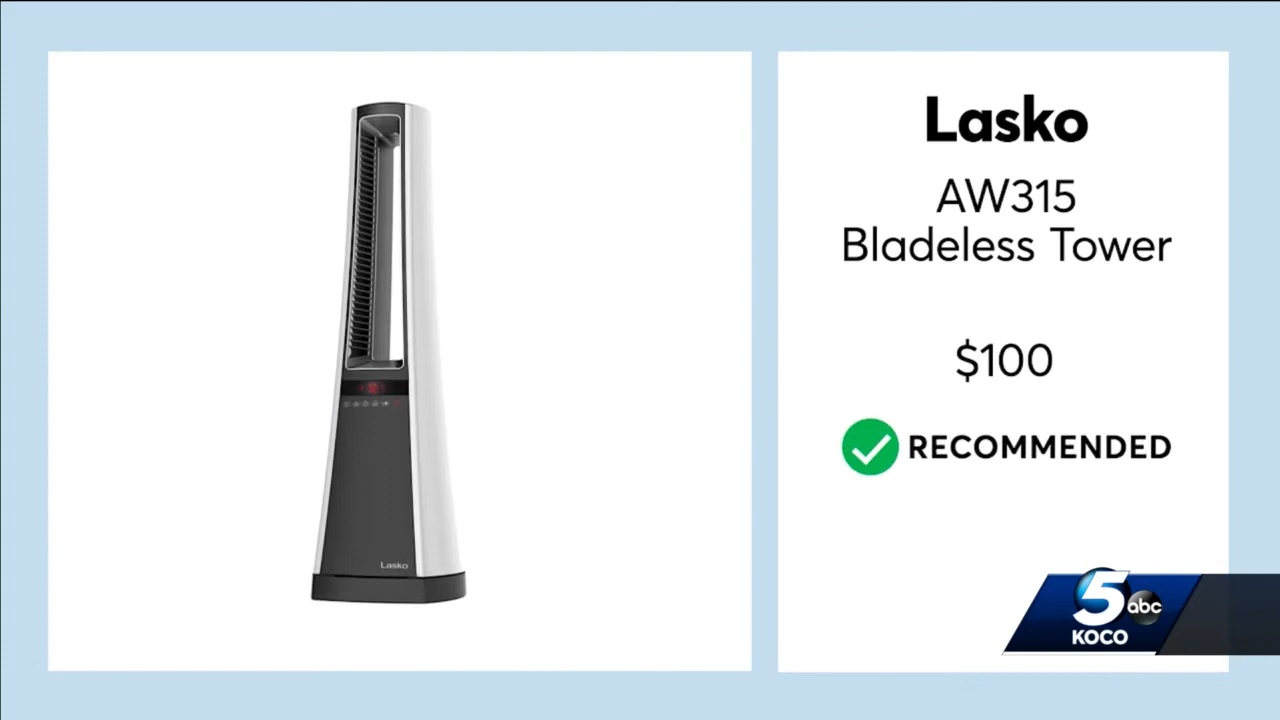 Lasko
AW315
Bladeless Tower
$100
RECOMMENDED
Lasko
5
abc
KOCO